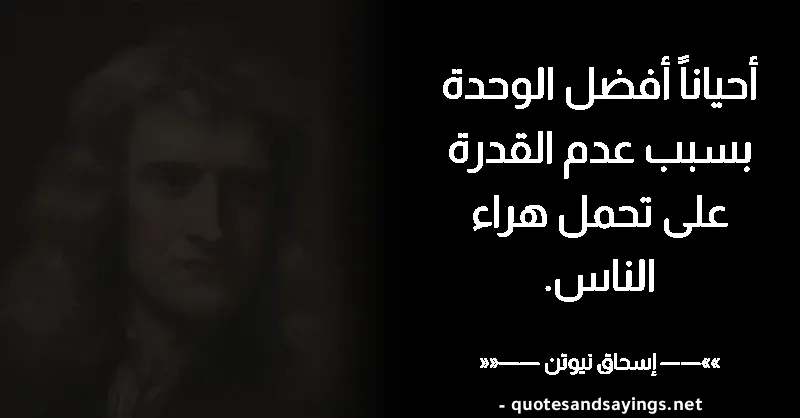 أحياناً أفضل الوحدة
بسبب عدم القدرة
على تحمل هراء
الناس.
»»—— إسحاق نيوتن ——««
- quotesandsayings.net